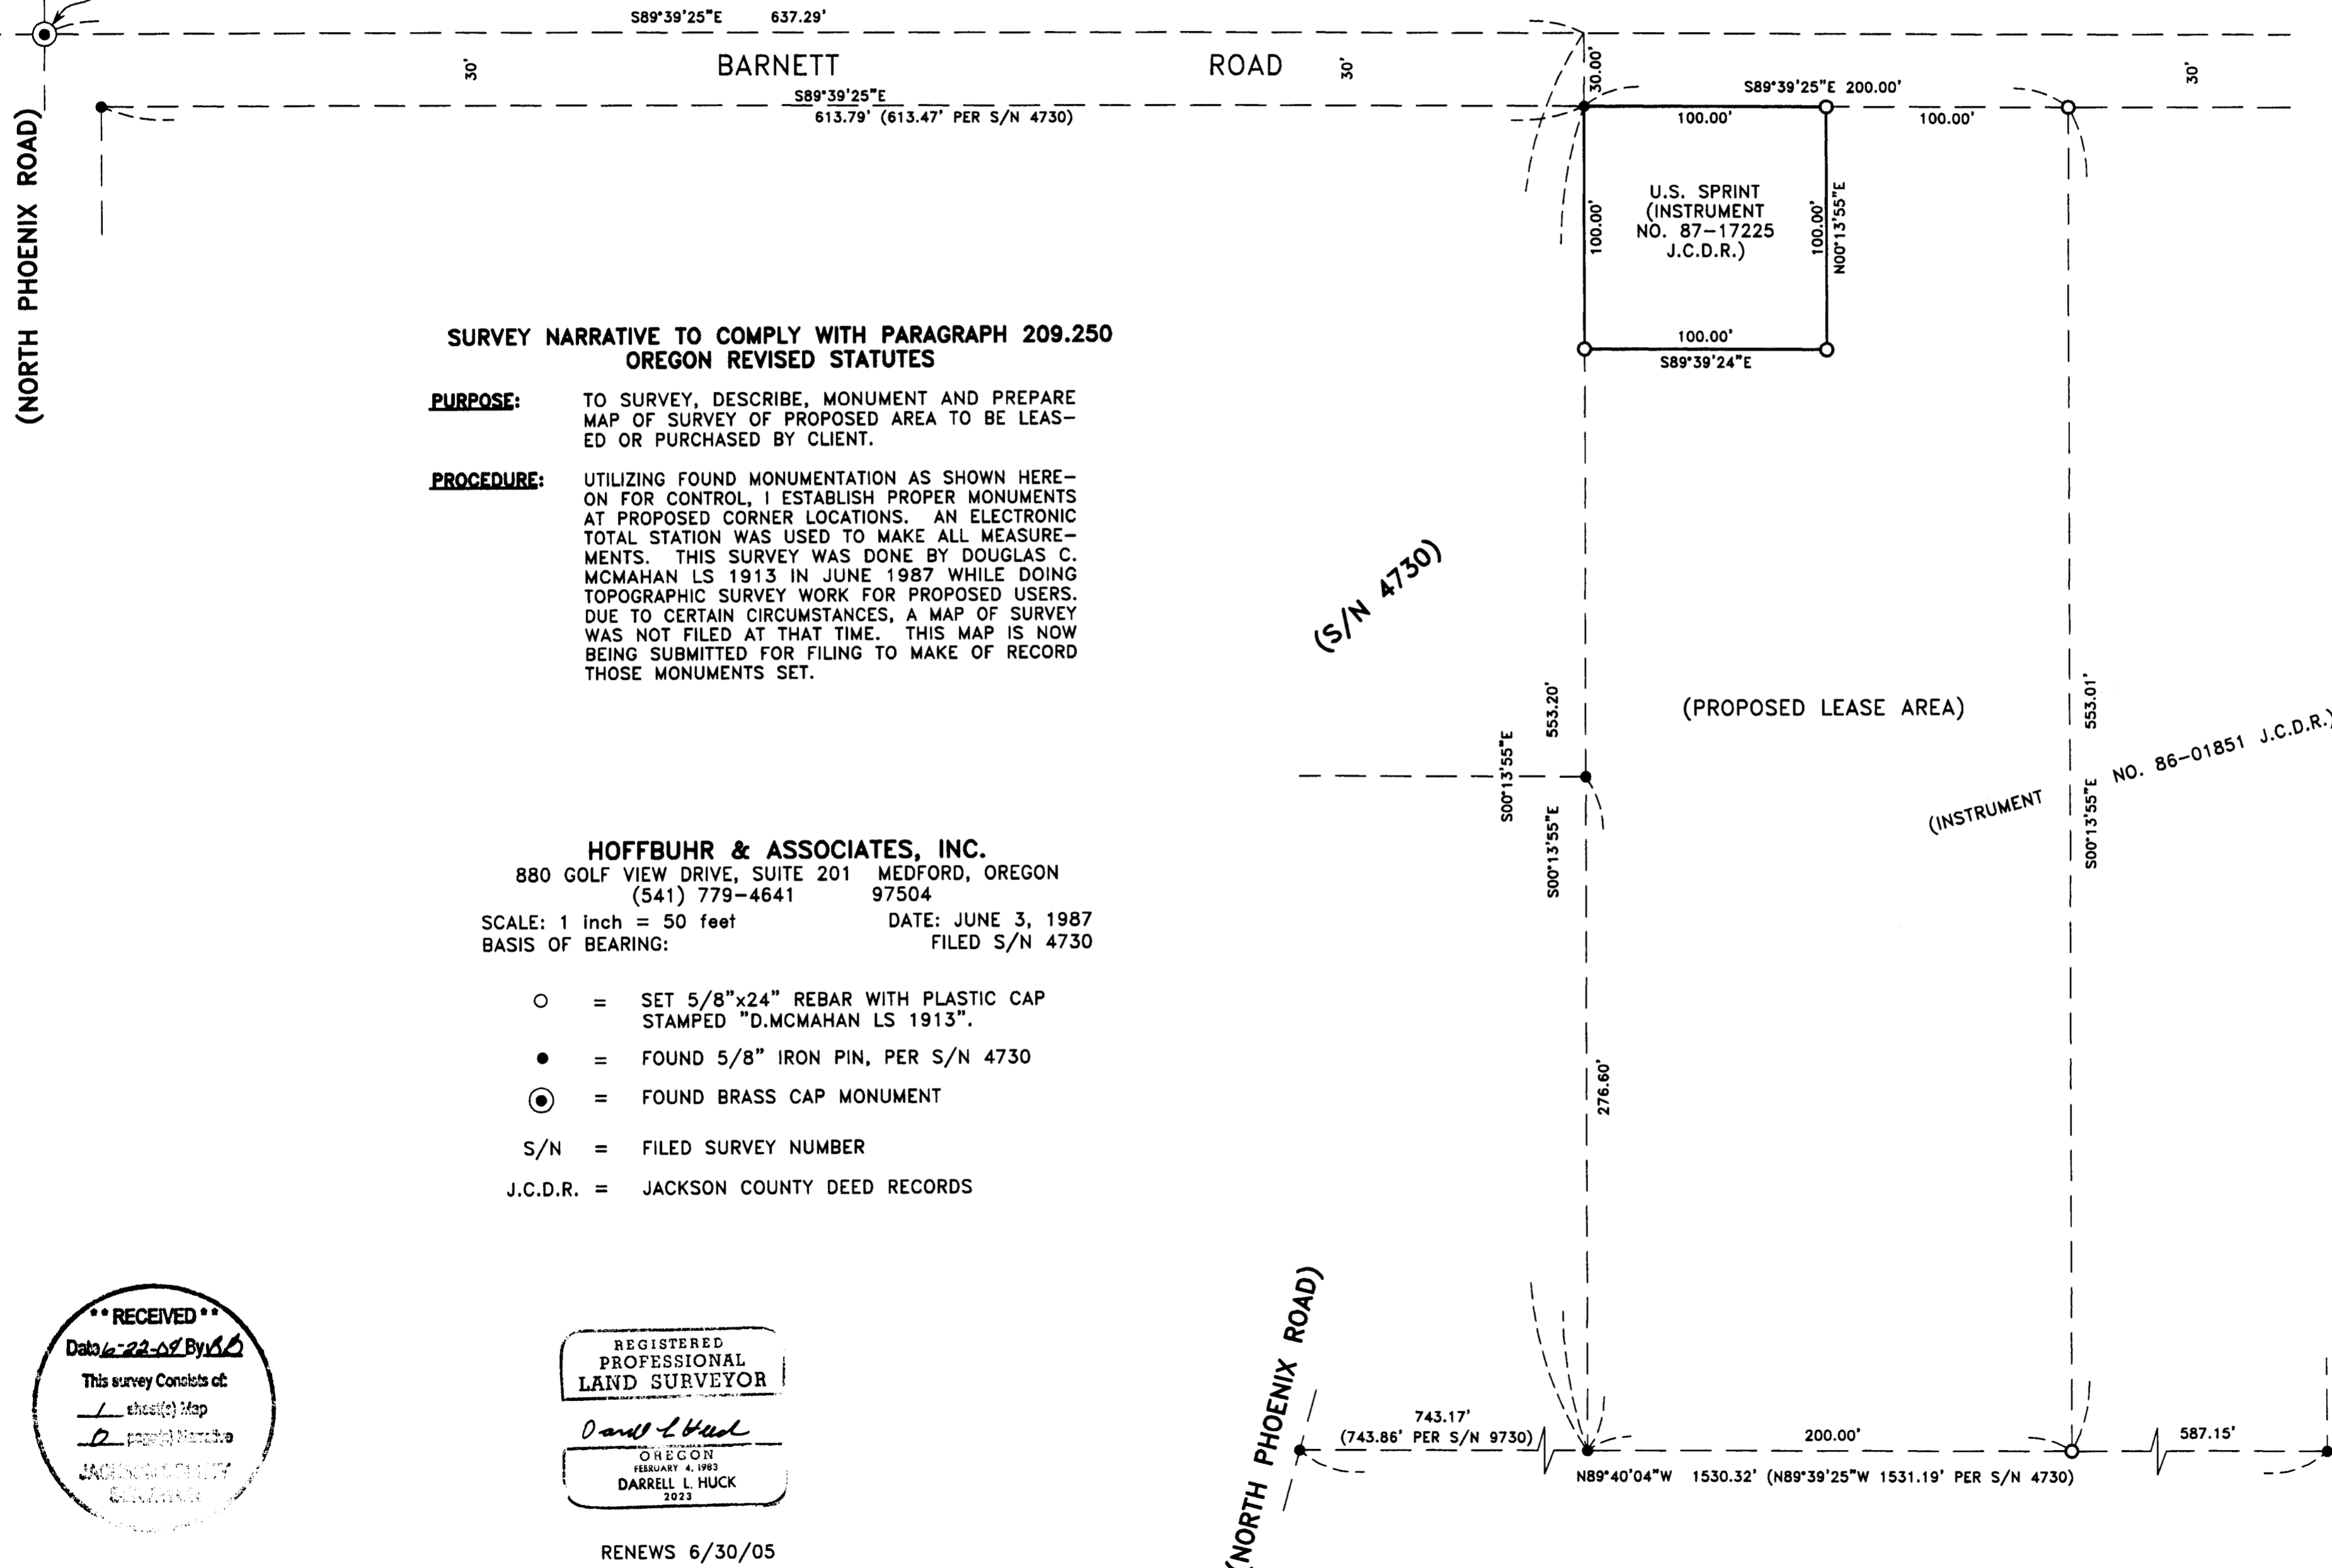 S89°39'25"E 637.29'
BARNETT ROAD
30'
30'
30'
30.00'
S89°39'25"E
613.79' (613.47' PER S/N 4730)
S89°39'25"E 200.00'
100.00'
100.00'
(NORTH PHOENIX ROAD)
U.S. SPRINT
(INSTRUMENT
NO. 87-17225
J.C.D.R.)
100.00'
100.00'
N00°13'55"E
100.00'
S89°39'24"E
SURVEY NARRATIVE TO COMPLY WITH PARAGRAPH 209.250
OREGON REVISED STATUTES
PURPOSE: TO SURVEY, DESCRIBE, MONUMENT AND PREPARE
MAP OF SURVEY OF PROPOSED AREA TO BE LEAS-
ED OR PURCHASED BY CLIENT.
PROCEDURE: UTILIZING FOUND MONUMENTATION AS SHOWN HERE-
ON FOR CONTROL, I ESTABLISH PROPER MONUMENTS
AT PROPOSED CORNER LOCATIONS. AN ELECTRONIC
TOTAL STATION WAS USED TO MAKE ALL MEASURE-
MENTS. THIS SURVEY WAS DONE BY DOUGLAS C.
MCMAHAN LS 1913 IN JUNE 1987 WHILE DOING
TOPOGRAPHIC SURVEY WORK FOR PROPOSED USERS.
DUE TO CERTAIN CIRCUMSTANCES, A MAP OF SURVEY
WAS NOT FILED AT THAT TIME. THIS MAP IS NOW
BEING SUBMITTED FOR FILING TO MAKE OF RECORD
THOSE MONUMENTS SET.
(S/N 4730)
(PROPOSED LEASE AREA)
553.20'
S00°13'55"E
S00°13'55"E
276.60'
553.01'
S00°13'55"E
(INSTRUMENT NO. 86-01851 J.C.D.R.)
HOFFBUHR & ASSOCIATES, INC.
880 GOLF VIEW DRIVE, SUITE 201 MEDFORD, OREGON
(541) 779-4641 97504
SCALE: 1 inch = 50 feet DATE: JUNE 3, 1987
BASIS OF BEARING: FILED S/N 4730
= SET 5/8"x24" REBAR WITH PLASTIC CAP
STAMPED "D.MCMAHAN LS 1913".
= FOUND 5/8" IRON PIN, PER S/N 4730
= FOUND BRASS CAP MONUMENT
S/N = FILED SURVEY NUMBER
J.C.D.R. = JACKSON COUNTY DEED RECORDS
** RECEIVED **
Date 6-22-04 By BB
This survey Consists of:
1 sheet(s) Map
0 page(s) Narrative
JACKSON COUNTY
REGISTERED
PROFESSIONAL
LAND SURVEYOR
Darrell L Huck
OREGON
FEBRUARY 4, 1983
DARRELL L. HUCK
2023
RENEWS 6/30/05
(NORTH PHOENIX ROAD)
743.17'
(743.86' PER S/N 9730)
200.00'
587.15'
N89°40'04"W 1530.32' (N89°39'25"W 1531.19' PER S/N 4730)